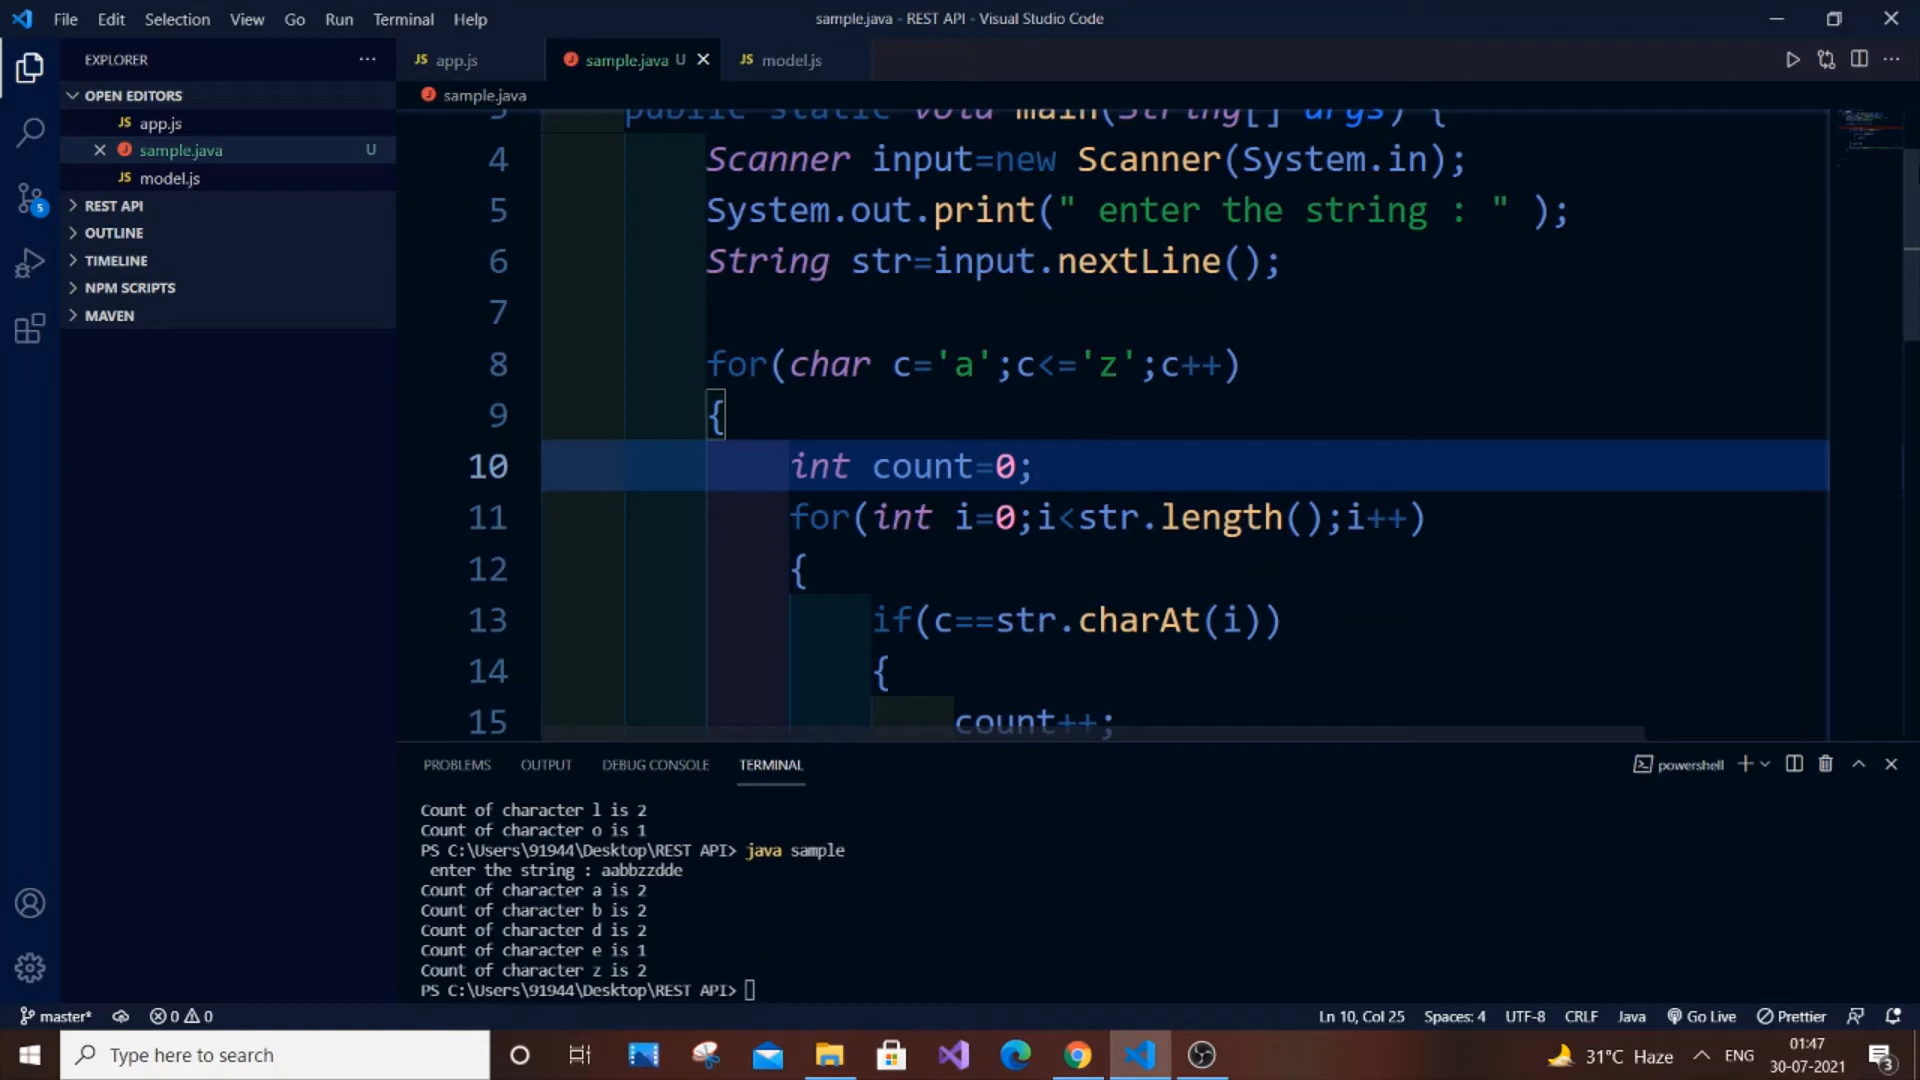 File Edit Selection View Go Run Terminal Help
sample.java - REST API - Visual Studio Code
EXPLORER
JS app.js
sample.java U
JS model.js
OPEN EDITORS
JS app.js
sample.java U
JS model.js
REST API
OUTLINE
TIMELINE
NPM SCRIPTS
MAVEN
5
sample.java
3 public static void main(String[] args) {
4 Scanner input=new Scanner(System.in);
5 System.out.print(" enter the string : " );
6 String str=input.nextLine();
7
8 for(char c='a';c<='z';c++)
9 {
10 int count=0;
11 for(int i=0;i<str.length();i++)
12 {
13 if(c==str.charAt(i))
14 {
15 count++;
PROBLEMS OUTPUT DEBUG CONSOLE TERMINAL
powershell
Count of character l is 2
Count of character o is 1
PS C:\Users\91944\Desktop\REST API> java sample
enter the string : aabbzzdde
Count of character a is 2
Count of character b is 2
Count of character d is 2
Count of character e is 1
Count of character z is 2
PS C:\Users\91944\Desktop\REST API>
master* 0 0
Ln 10, Col 25 Spaces: 4 UTF-8 CRLF Java Go Live Prettier
Type here to search
31°C Haze
ENG
01:47
30-07-2021
3